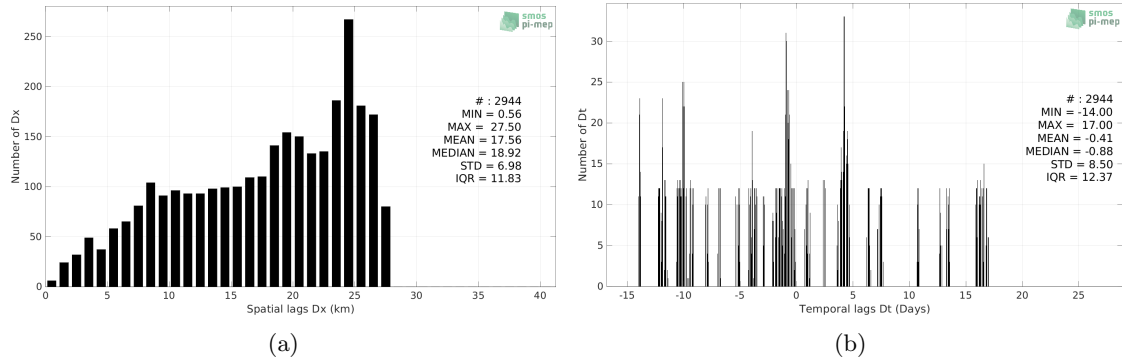 smos
pi-mep
250
200
150
100
50
0
Number of Dx
# : 2944
MIN = 0.56
MAX = 27.50
MEAN = 17.56
MEDIAN = 18.92
STD = 6.98
IQR = 11.83
0 5 10 15 20 25 30 35 40
Spatial lags Dx (km)
(a)
smos
pi-mep
30
25
20
15
10
5
0
Number of Dt
# : 2944
MIN = -14.00
MAX = 17.00
MEAN = -0.41
MEDIAN = -0.88
STD = 8.50
IQR = 12.37
-15 -10 -5 0 5 10 15 20 25
Temporal lags Dt (Days)
(b)